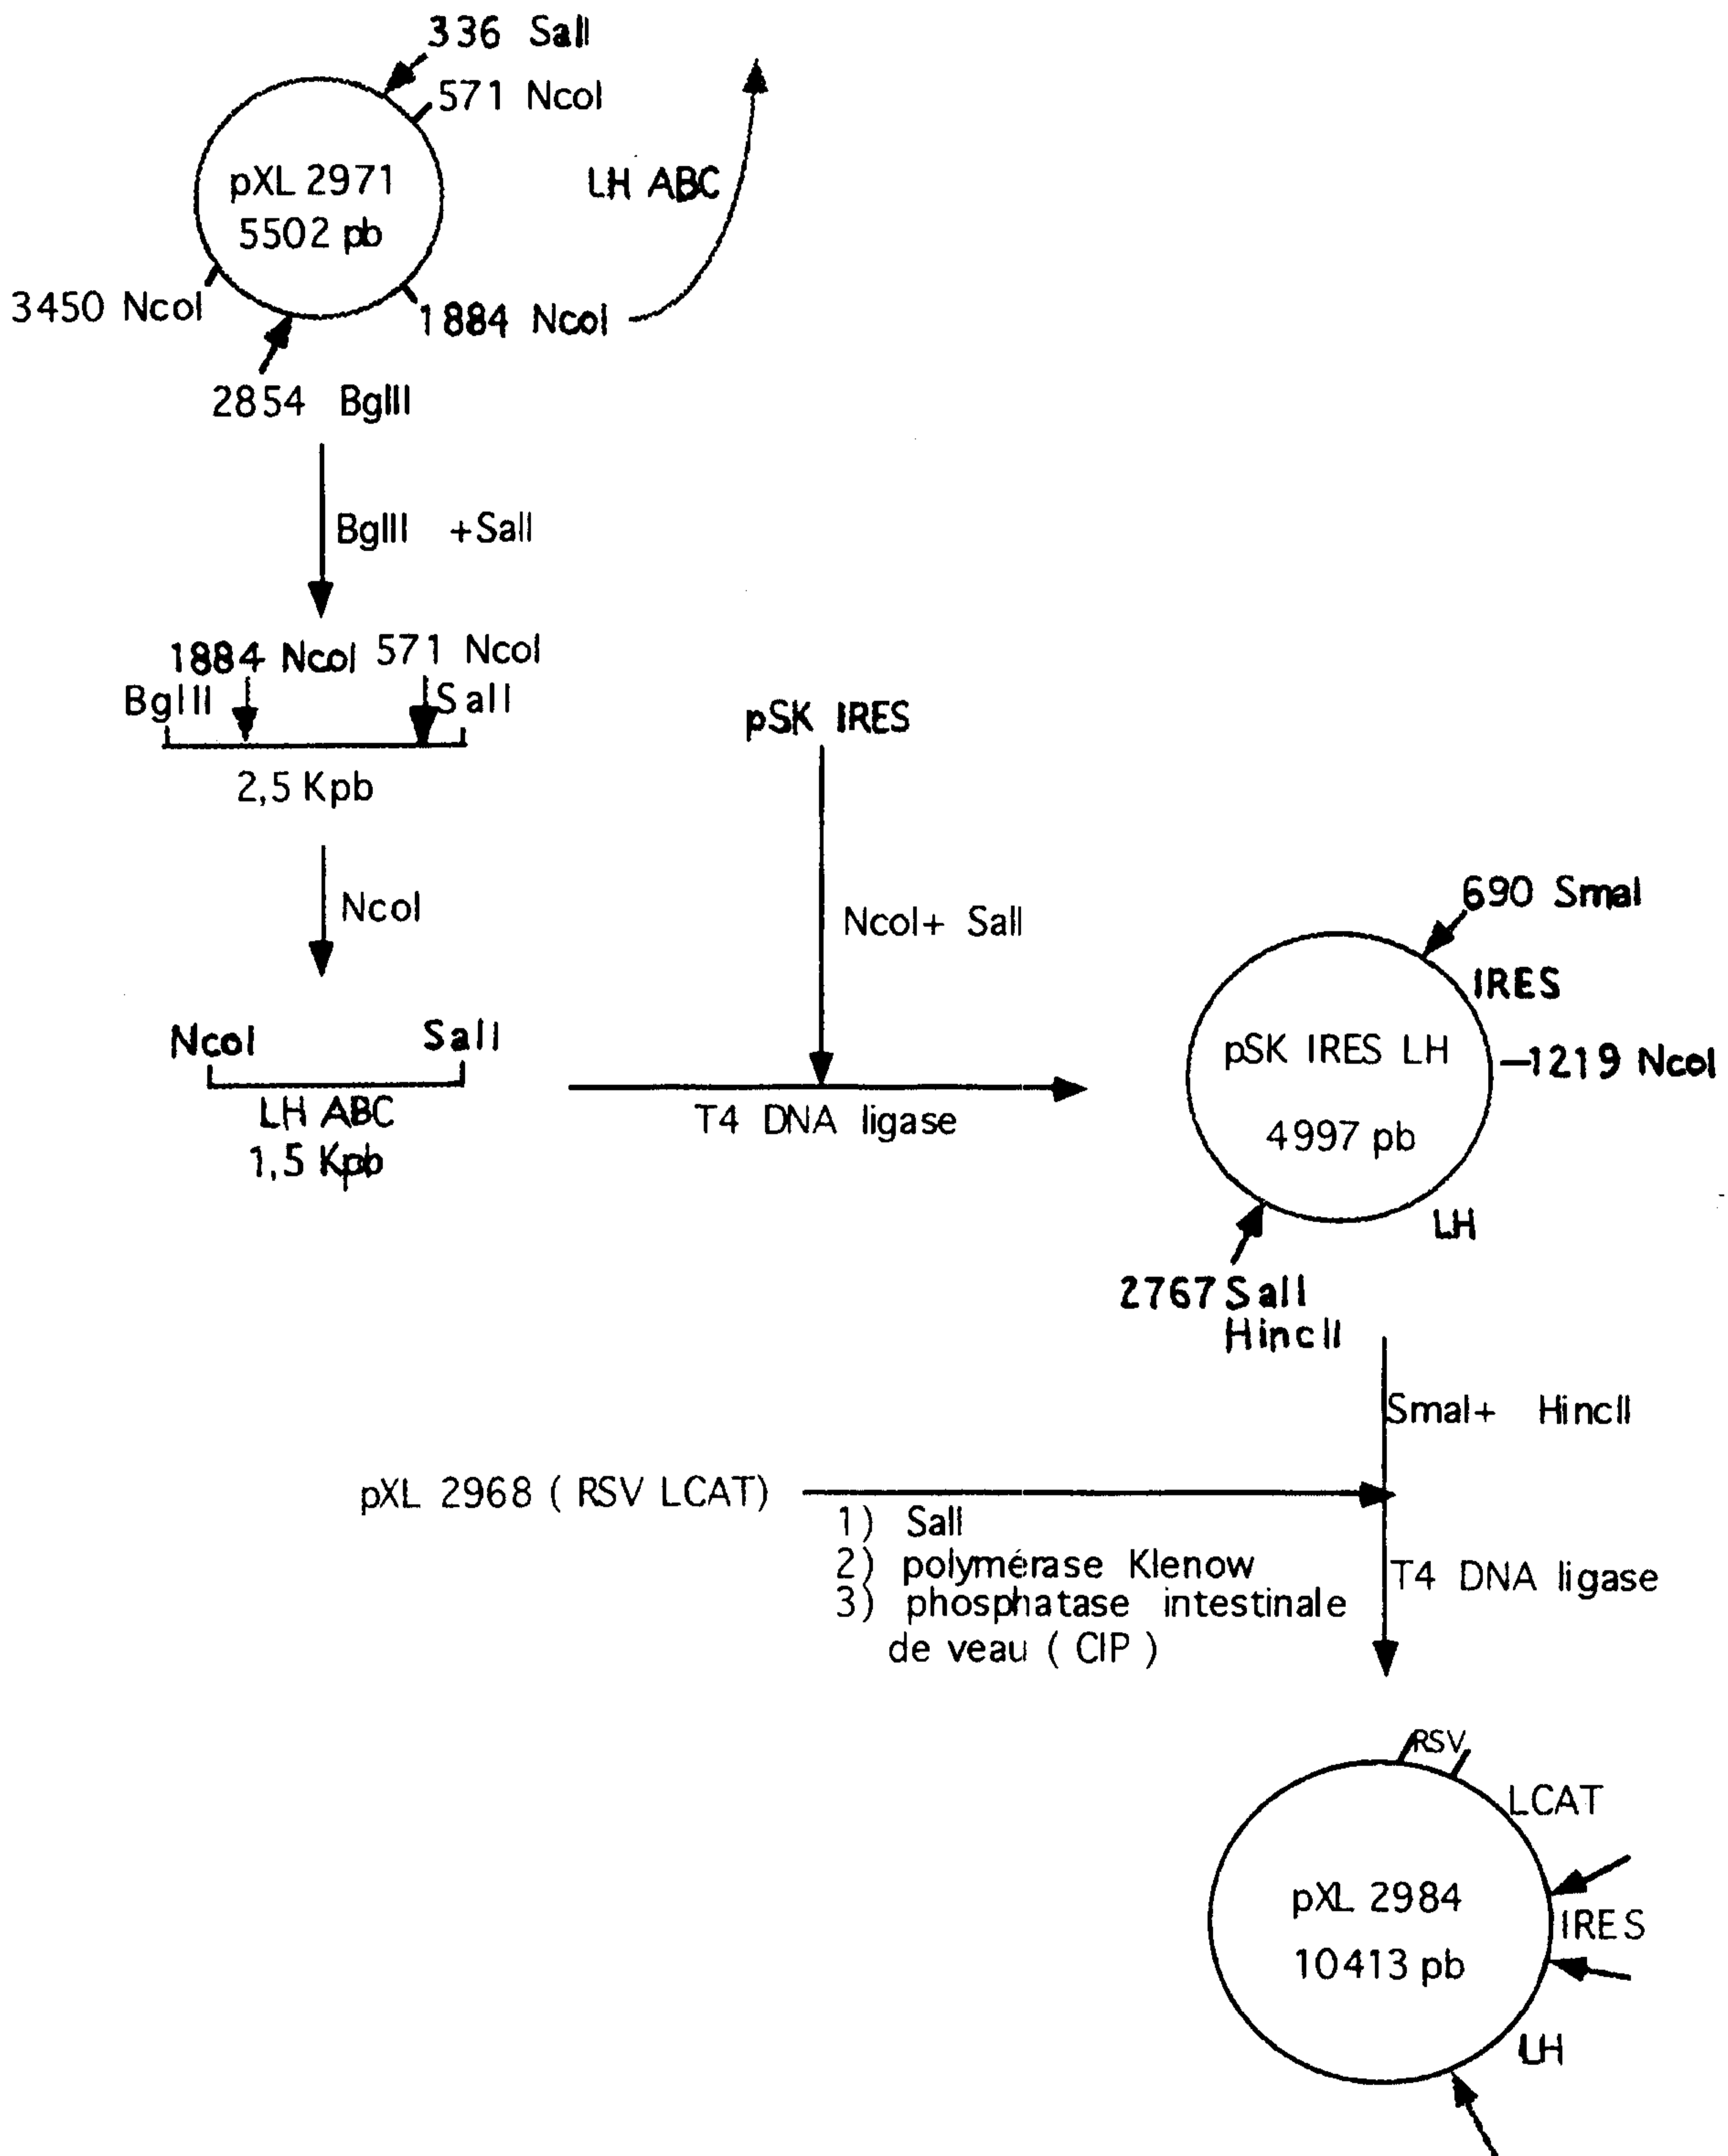 336 SalI
571 NcoI
pXL 2971
5502 pb
LH ABC
3450 NcoI
1884 NcoI
2854 BglII
BglII +SalI
1884 NcoI 571 NcoI
BglII SalI
2,5 Kpb
pSK IRES
NcoI
NcoI+ SalI
690 SmaI
IRES
NcoI SalI
pSK IRES LH
1219 NcoI
LH ABC
1,5 Kpb
T4 DNA ligase
4997 pb
LH
2767 SalI
HincII
SmaI+ HincII
pXL 2968 ( RSV LCAT)
1) SalI
2) polymérase Klenow
3) phosphatase intestinale
de veau ( CIP )
T4 DNA ligase
RSV
LCAT
pXL 2984
IRES
10413 pb
LH